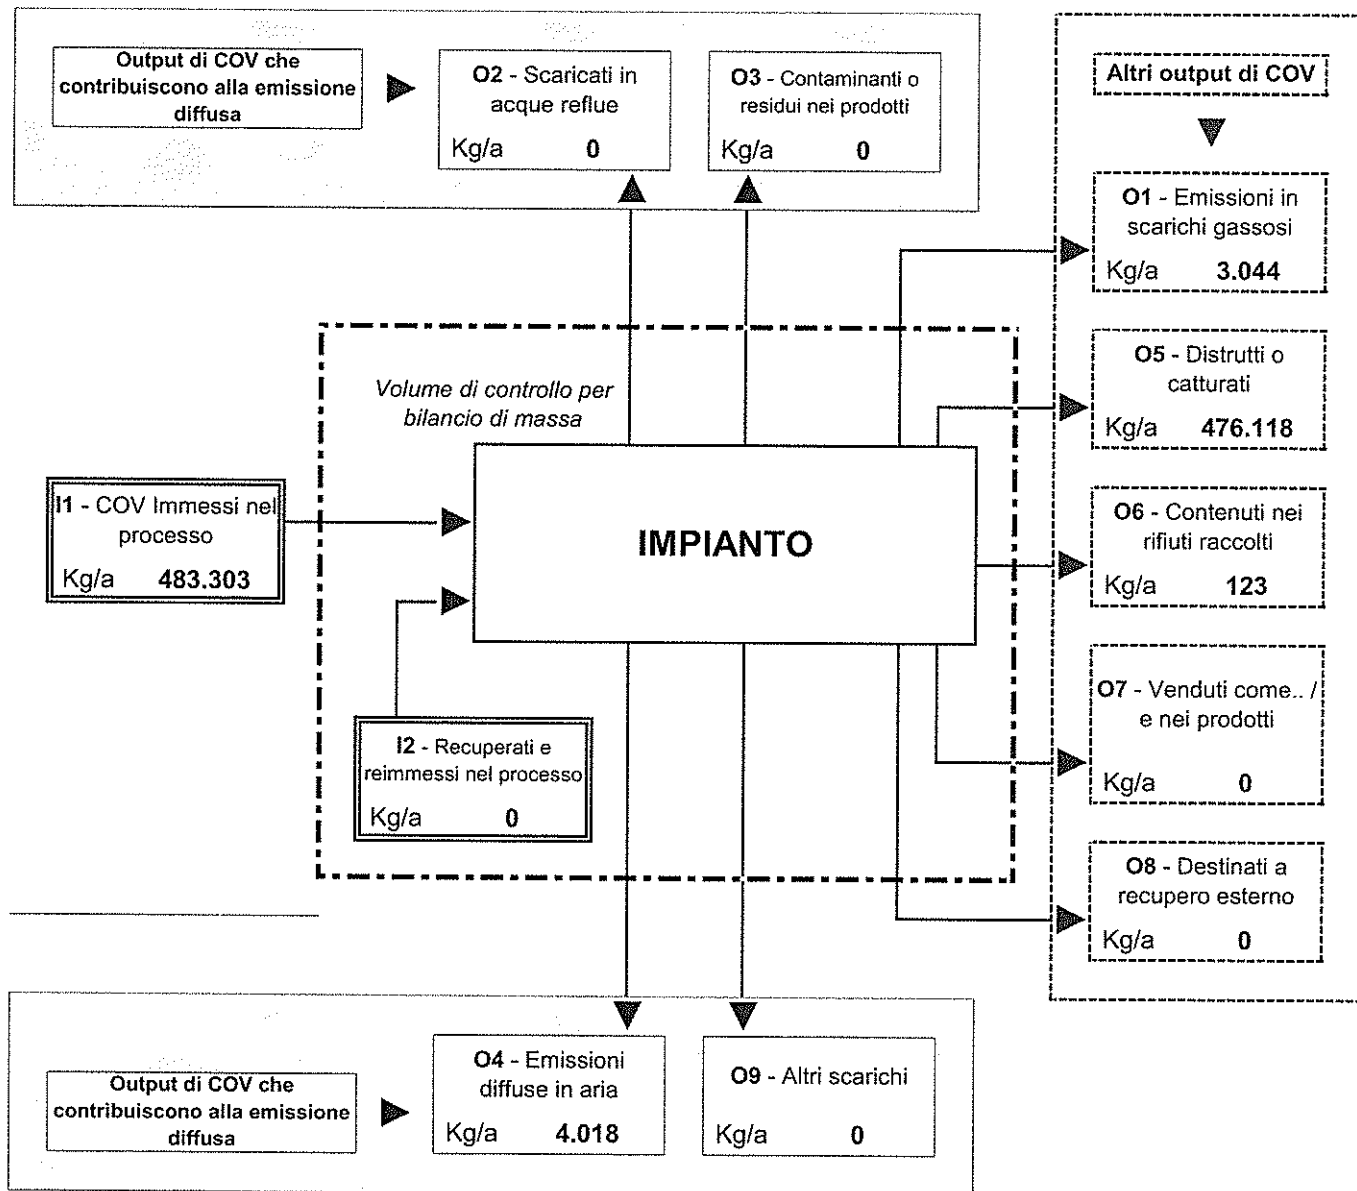 Output di COV che
contribuiscono alla emissione
diffusa
O2 - Scaricati in
acque reflue
Kg/a 0
O3 - Contaminanti o
residui nei prodotti
Kg/a 0
Altri output di COV
O1 - Emissioni in
scarichi gassosi
Kg/a 3.044
O5 - Distrutti o
catturati
Kg/a 476.118
Volume di controllo per
bilancio di massa
I1 - COV Immessi nel
processo
Kg/a 483.303
IMPIANTO
O6 - Contenuti nei
rifiuti raccolti
Kg/a 123
I2 - Recuperati e
reimmessi nel processo
Kg/a 0
O7 - Venduti come.. /
e nei prodotti
Kg/a 0
O8 - Destinati a
recupero esterno
Kg/a 0
Output di COV che
contribuiscono alla emissione
diffusa
O4 - Emissioni
diffuse in aria
Kg/a 4.018
O9 - Altri scarichi
Kg/a 0